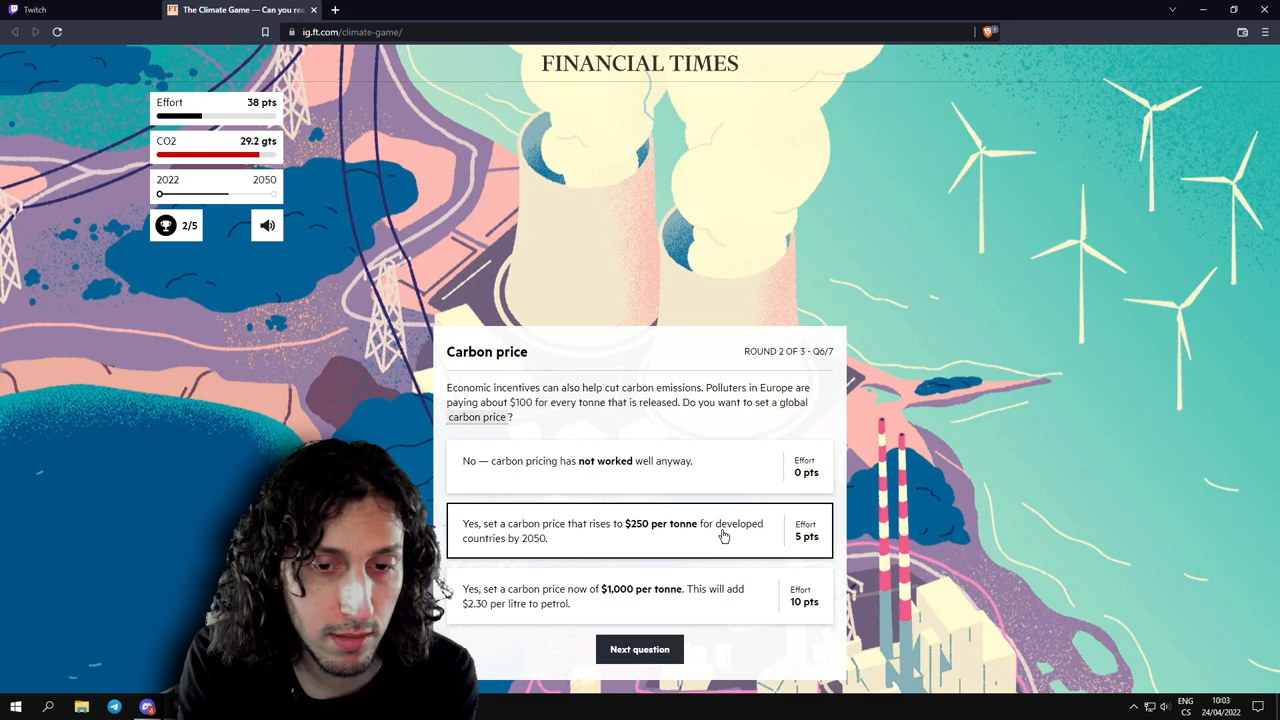 Twitch
The Climate Game — Can you rea
ig.ft.com/climate-game/
FINANCIAL TIMES
Effort 38 pts
CO2 29.2 gts
2022 2050
2/5
Carbon price ROUND 2 OF 3 - Q6/7
Economic incentives can also help cut carbon emissions. Polluters in Europe are
paying about $100 for every tonne that is released. Do you want to set a global
carbon price?
No — carbon pricing has not worked well anyway.
Effort
0 pts
Yes, set a carbon price that rises to $250 per tonne for developed
countries by 2050.
Effort
5 pts
Yes, set a carbon price now of $1,000 per tonne. This will add
$2.30 per litre to petrol.
Effort
10 pts
Next question
ENG
CS
10:03
24/04/2022